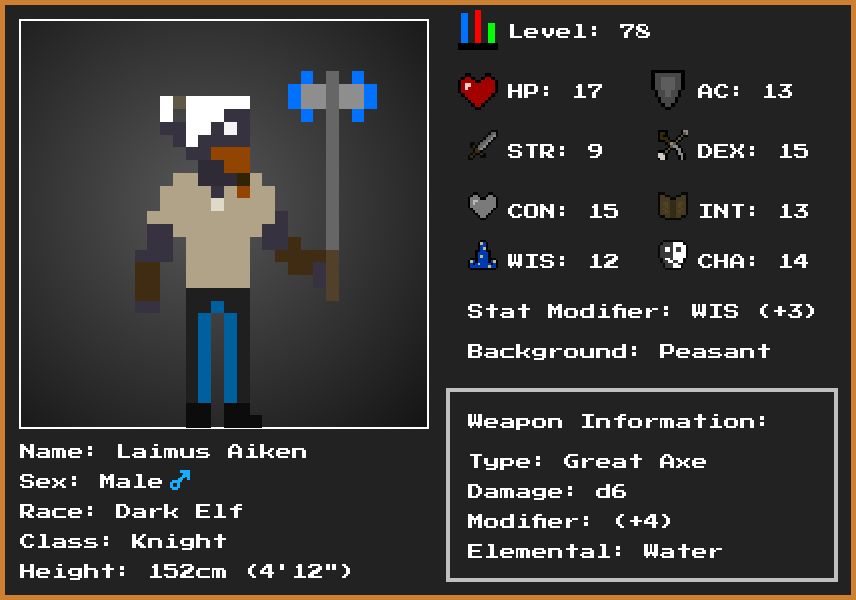 Level: 78
HP: 17
AC: 13
STR: 9
DEX: 15
CON: 15
INT: 13
WIS: 12
CHA: 14
Stat Modifier: WIS (+3)
Background: Peasant
Weapon Information:
Type: Great Axe
Damage: d6
Modifier: (+4)
Elemental: Water
Name: Laimus Aiken
Sex: Male♂
Race: Dark Elf
Class: Knight
Height: 152cm (4'12")